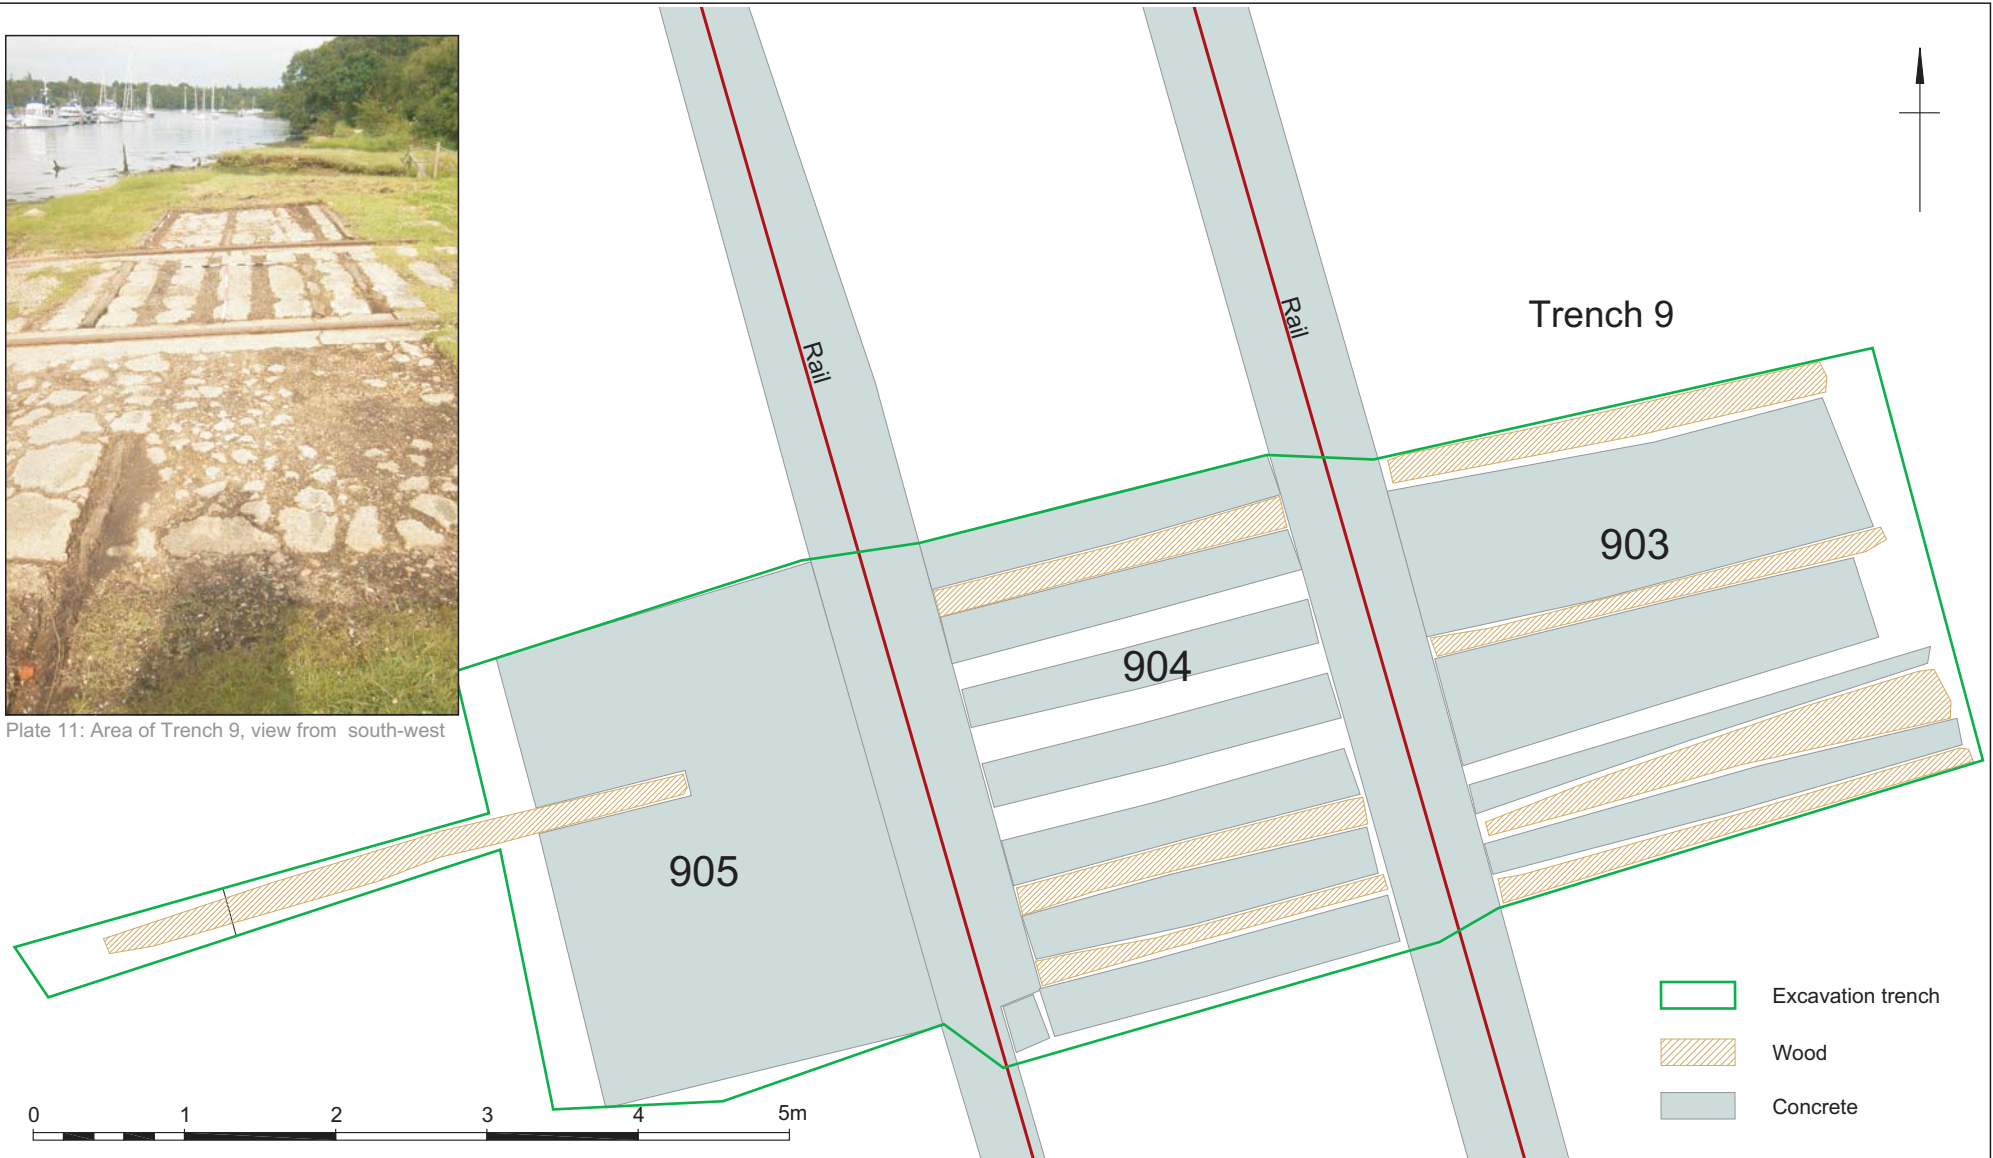 Plate 11: Area of Trench 9, view from south-west
Rail
Rail
Trench 9
903
904
905
0 1 2 3 4 5m
Excavation trench
Wood
Concrete